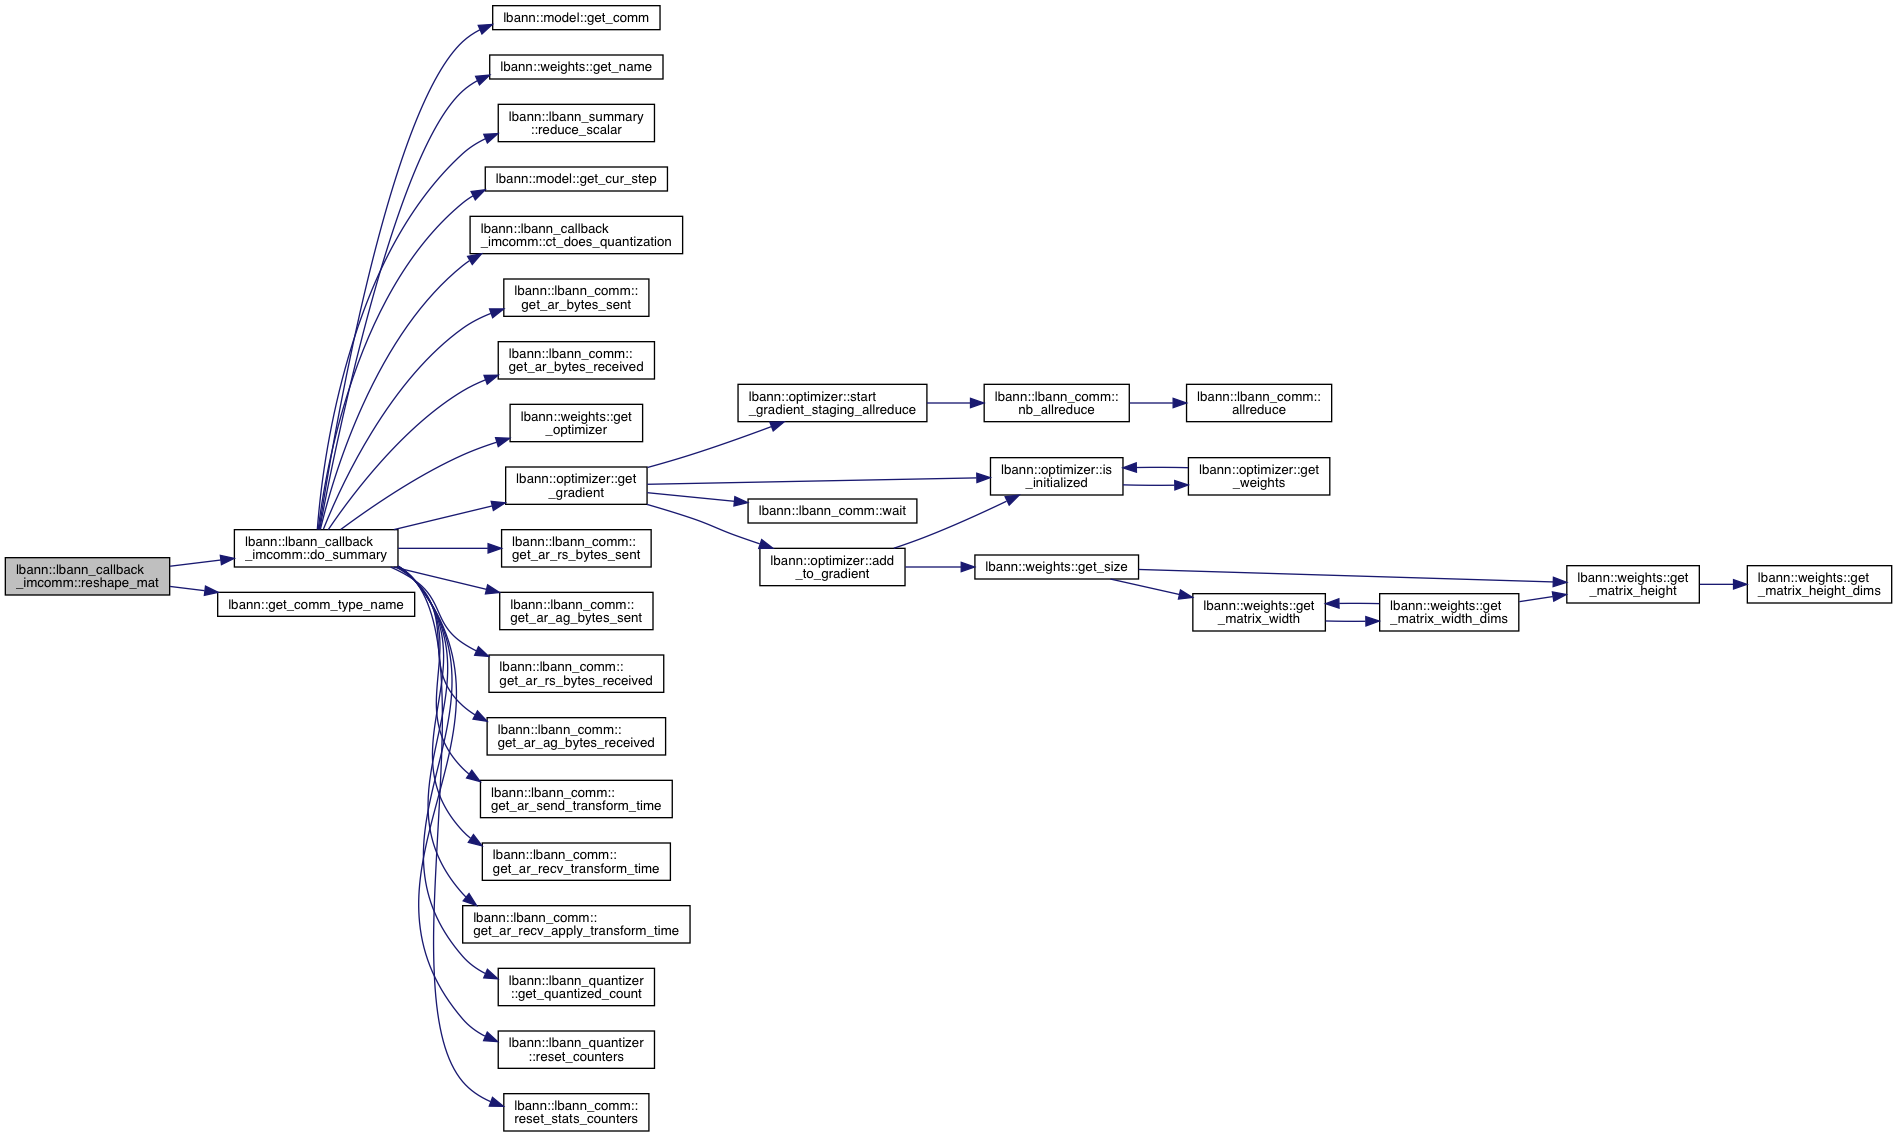 lbann::lbann_callback
_imcomm::reshape_mat
lbann::lbann_callback
_imcomm::do_summary
lbann::get_comm_type_name
lbann::model::get_comm
lbann::weights::get_name
lbann::lbann_summary
::reduce_scalar
lbann::model::get_cur_step
lbann::lbann_callback
_imcomm::ct_does_quantization
lbann::lbann_comm::
get_ar_bytes_sent
lbann::lbann_comm::
get_ar_bytes_received
lbann::weights::get
_optimizer
lbann::optimizer::get
_gradient
lbann::lbann_comm::
get_ar_rs_bytes_sent
lbann::lbann_comm::
get_ar_ag_bytes_sent
lbann::lbann_comm::
get_ar_rs_bytes_received
lbann::lbann_comm::
get_ar_ag_bytes_received
lbann::lbann_comm::
get_ar_send_transform_time
lbann::lbann_comm::
get_ar_recv_transform_time
lbann::lbann_comm::
get_ar_recv_apply_transform_time
lbann::lbann_quantizer
::get_quantized_count
lbann::lbann_quantizer
::reset_counters
lbann::lbann_comm::
reset_stats_counters
lbann::optimizer::start
_gradient_staging_allreduce
lbann::lbann_comm::wait
lbann::optimizer::add
_to_gradient
lbann::lbann_comm::
nb_allreduce
lbann::optimizer::is
_initialized
lbann::weights::get_size
lbann::lbann_comm::
allreduce
lbann::optimizer::get
_weights
lbann::weights::get
_matrix_width
lbann::weights::get
_matrix_width_dims
lbann::weights::get
_matrix_height
lbann::weights::get
_matrix_height_dims